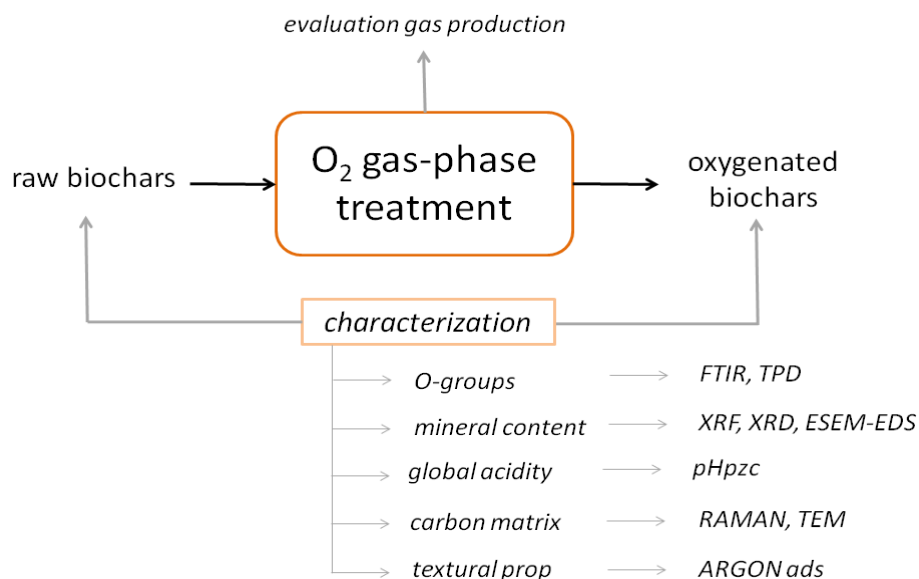 evaluation gas production
raw biochars
O₂ gas-phase
treatment
oxygenated
biochars
characterization
O-groups
FTIR, TPD
mineral content
XRF, XRD, ESEM-EDS
global acidity
pHpzc
carbon matrix
RAMAN, TEM
textural prop
ARGON ads